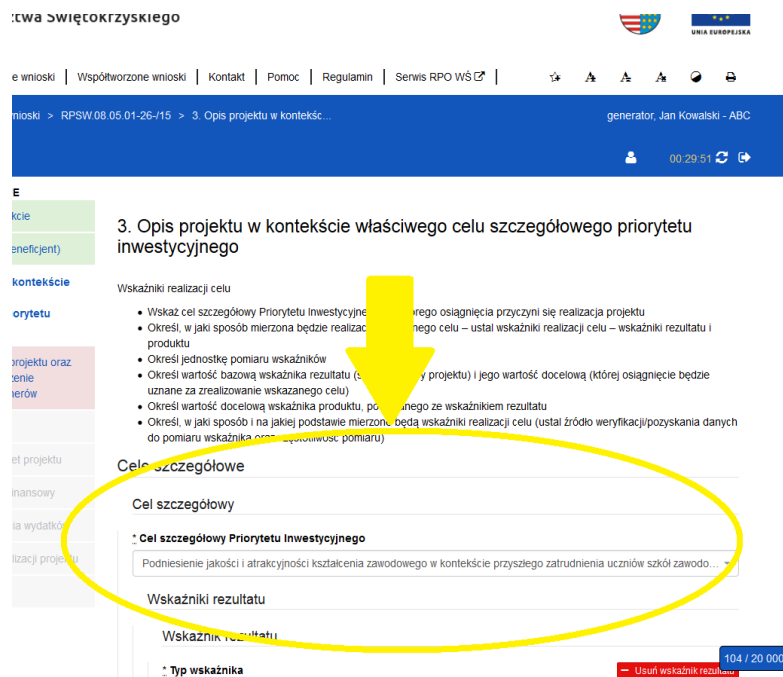 ztwa Świętokrzyskiego
UNIA EUROPEJSKA
e wnioski | Współtworzone wnioski | Kontakt | Pomoc | Regulamin | Serwis RPO WŚ
A A A
nioski > RPSW.08.05.01-26-/15 > 3. Opis projektu w kontekśc...
generator, Jan Kowalski - ABC
00:29:51
E
kcie
eneficjent)
kontekście
orytetu
projektu oraz
zenie
nerów
et projektu
inansowy
ia wydatkó
lizacji projektu
3. Opis projektu w kontekście właściwego celu szczegółowego priorytetu
inwestycyjnego
Wskaźniki realizacji celu
• Wskaż cel szczegółowy Priorytetu Inwestycyjne orego osiągnięcia przyczyni się realizacja projektu
• Określ, w jaki sposób mierzona będzie realizac nego celu – ustal wskaźniki realizacji celu – wskaźniki rezultatu i
produktu
• Określ jednostkę pomiaru wskaźników
• Określ wartość bazową wskaźnika rezultatu (s y projektu) i jego wartość docelową (której osiągnięcie będzie
uznane za zrealizowanie wskazanego celu)
• Określ wartość docelową wskaźnika produktu, po anego ze wskaźnikiem rezultatu
• Określ, w jaki sposób i na jakiej podstawie mierzone będą wskaźniki realizacji celu (ustal źródło weryfikacji/pozyskania danych
do pomiaru wskaźnika oraz częstotliwość pomiaru)
Cele szczegółowe
Cel szczegółowy
* Cel szczegółowy Priorytetu Inwestycyjnego
Podniesienie jakości i atrakcyjności kształcenia zawodowego w kontekście przyszłego zatrudnienia uczniów szkół zawodo...
Wskaźniki rezultatu
Wskaźnik rezultatu
* Typ wskaźnika
– Usuń wskaźnik rezultatu
104 / 20 000